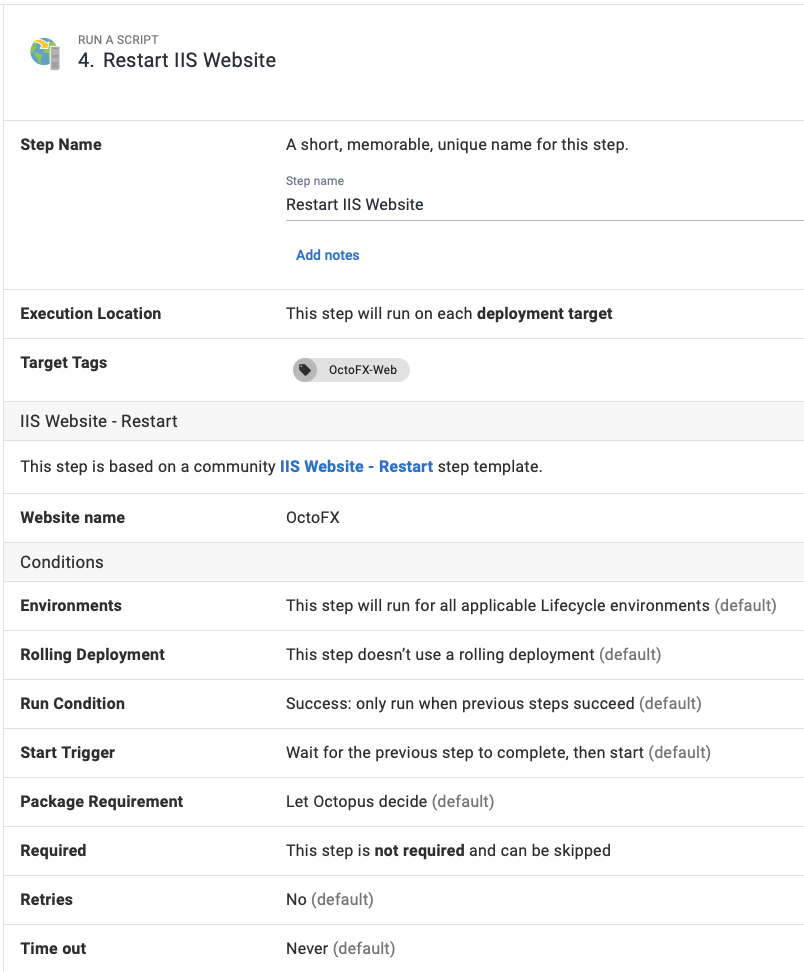 RUN A SCRIPT
4. Restart IIS Website
Step Name
A short, memorable, unique name for this step.
Step name
Restart IIS Website
Add notes
Execution Location
This step will run on each deployment target
Target Tags
OctoFX-Web
IIS Website - Restart
This step is based on a community IIS Website - Restart step template.
Website name
OctoFX
Conditions
Environments
This step will run for all applicable Lifecycle environments (default)
Rolling Deployment
This step doesn’t use a rolling deployment (default)
Run Condition
Success: only run when previous steps succeed (default)
Start Trigger
Wait for the previous step to complete, then start (default)
Package Requirement
Let Octopus decide (default)
Required
This step is not required and can be skipped
Retries
No (default)
Time out
Never (default)